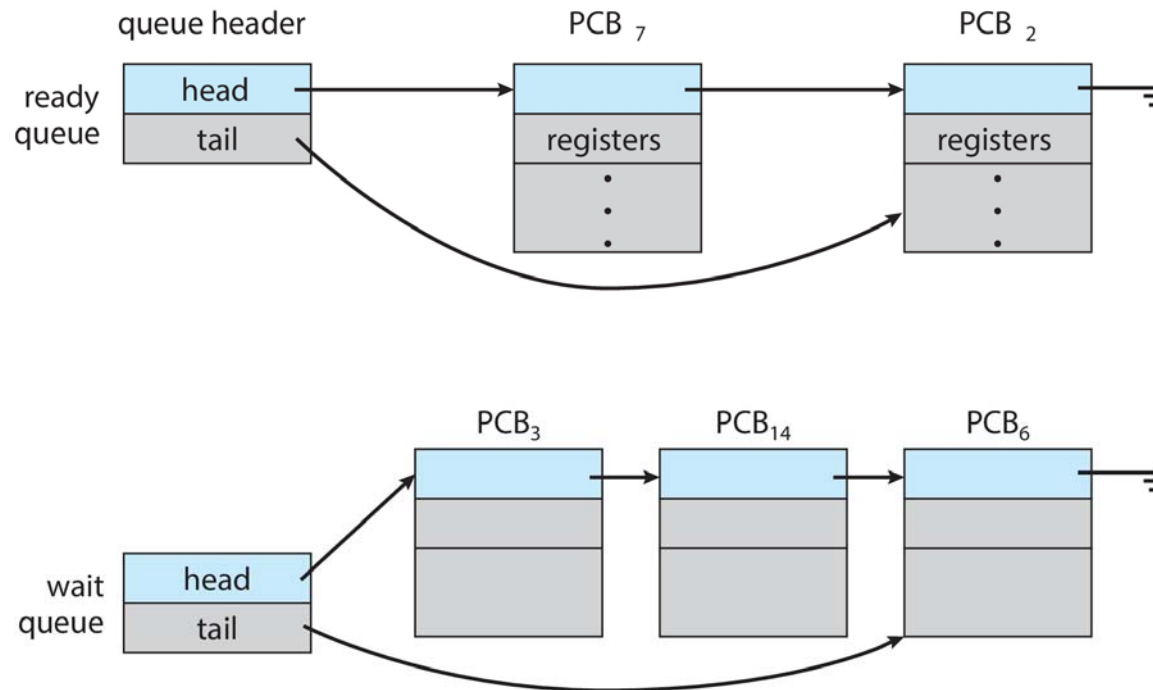 queue header
PCB 7
PCB 2
ready
queue
head
tail
registers
registers
PCB3
PCB14
PCB6
wait
queue
head
tail